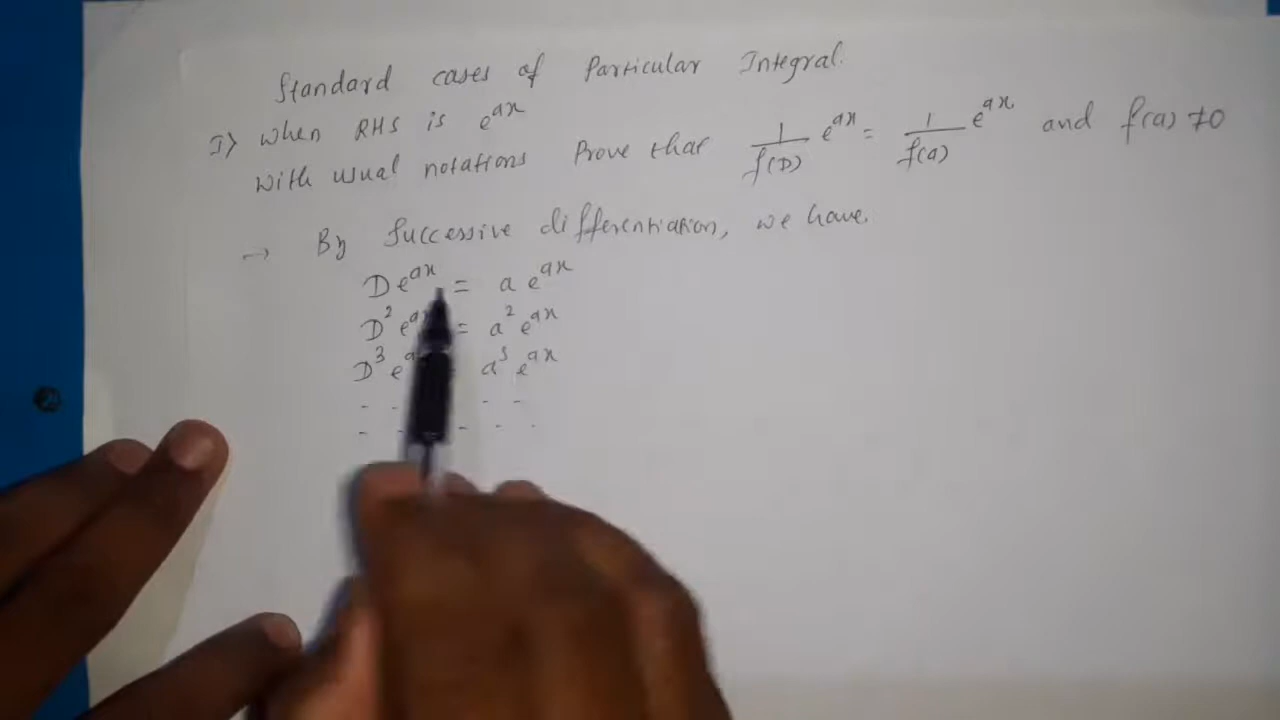 Standard cases of Particular Integral.
I> When RHS is e^ax
With usual notations Prove that 1/f(D) e^ax = 1/f(a) e^ax and f(a) ≠ 0
→ By Successive differentiation, we have.
D e^ax = a e^ax
D^2 e^ax = a^2 e^ax
D^3 = a^3 e^ax
- - - -
- - - - -